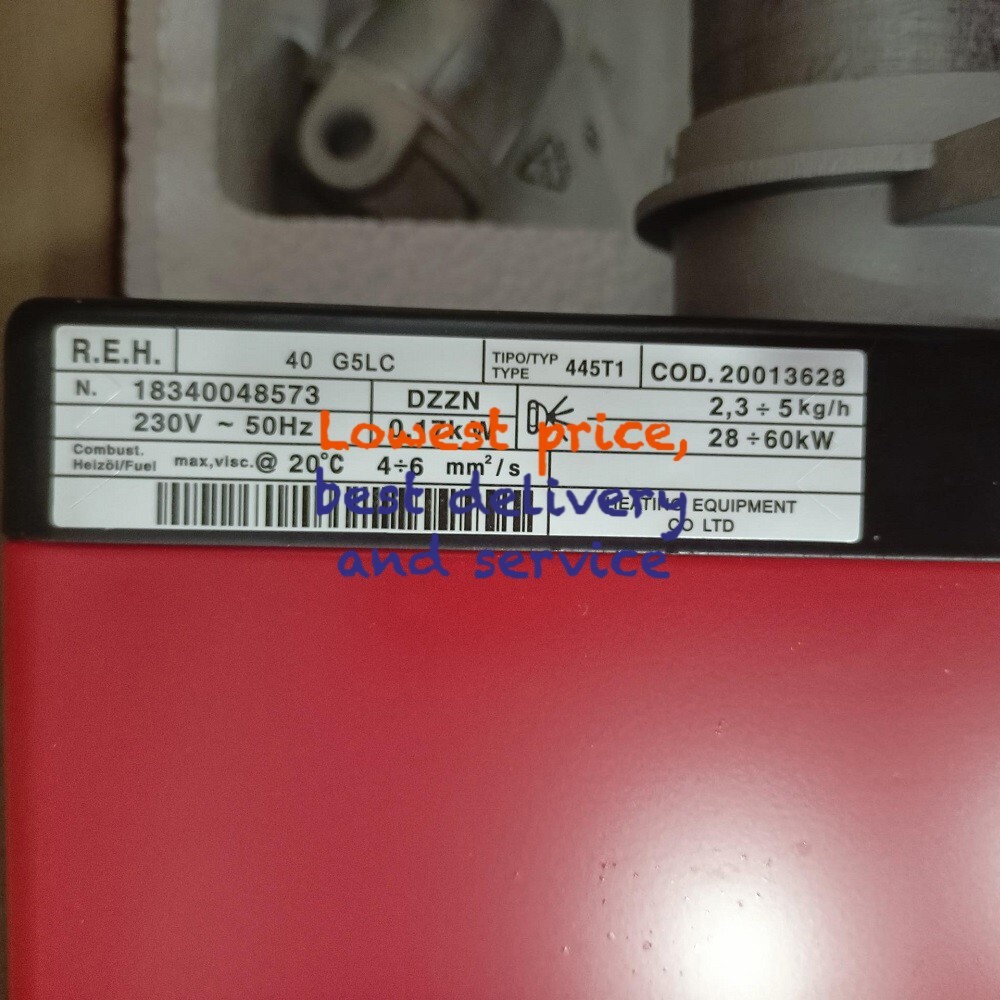 R.E.H.
40 G5LC
TIPO/TYP
TYPE
445T1
COD. 20013628
N. 18340048573
DZZN
2,3 ÷ 5 kg/h
230V ~ 50Hz
28 ÷60kW
Combust.
Heizöl/Fuel
max,visc.@ 20°C 4÷6 mm²/s
HEATING EQUIPMENT
CO LTD
Lowest price,
best delivery
and service